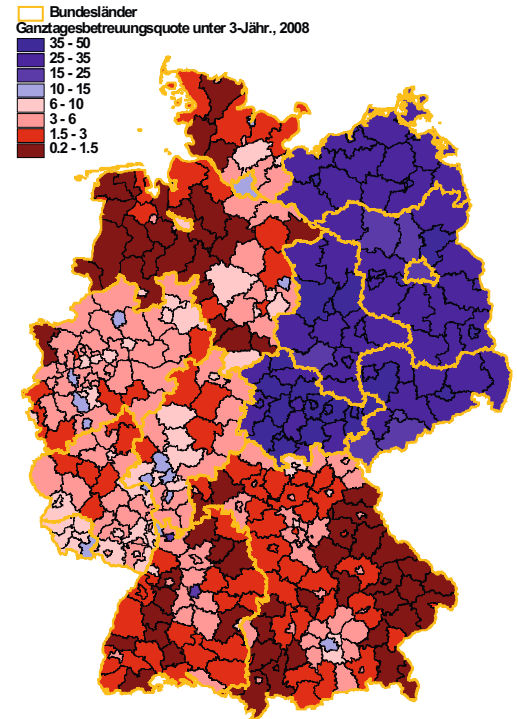 Bundesländer
Ganztagesbetreuungsquote unter 3-Jähr., 2008
35 - 50
25 - 35
15 - 25
10 - 15
6 - 10
3 - 6
1.5 - 3
0.2 - 1.5